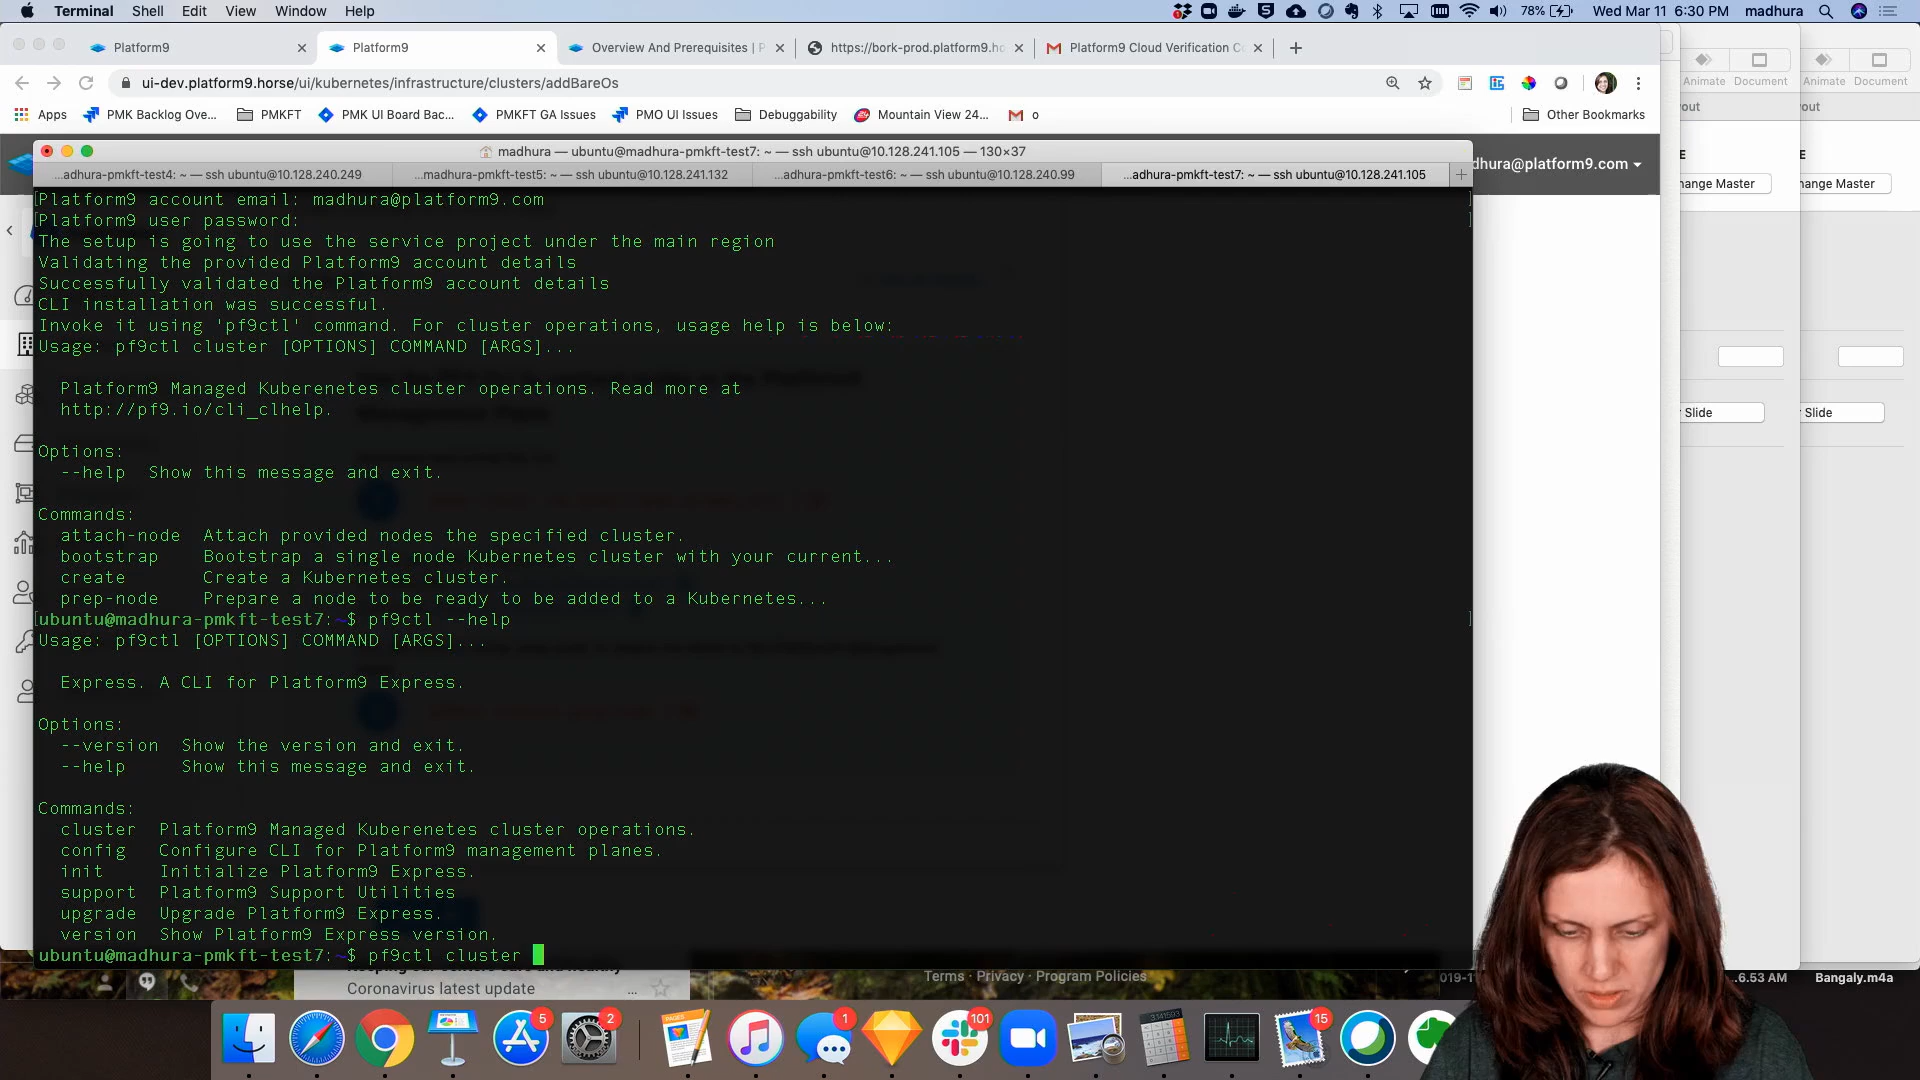 Terminal Shell Edit View Window Help
78% Wed Mar 11 6:30 PM madhura
Platform9
Platform9
Overview And Prerequisites | P
https://bork-prod.platform9.ho
Platform9 Cloud Verification C
ui-dev.platform9.horse/ui/kubernetes/infrastructure/clusters/addBareOs
Apps PMK Backlog Ove... PMKFT PMK UI Board Bac... PMKFT GA Issues PMO UI Issues Debuggability Mountain View 24... o Other Bookmarks
Animate Document Animate Document
madhura — ubuntu@madhura-pmkft-test7: ~ — ssh ubuntu@10.128.241.105 — 130×37
dhura@platform9.com
...adhura-pmkft-test4: ~ — ssh ubuntu@10.128.240.249 ...madhura-pmkft-test5: ~ — ssh ubuntu@10.128.241.132 ...adhura-pmkft-test6: ~ — ssh ubuntu@10.128.240.99 ...adhura-pmkft-test7: ~ — ssh ubuntu@10.128.241.105
hange Master hange Master
[Platform9 account email: madhura@platform9.com ]
[Platform9 user password: ]
The setup is going to use the service project under the main region
Validating the provided Platform9 account details
Successfully validated the Platform9 account details
CLI installation was successful.
Invoke it using 'pf9ctl' command. For cluster operations, usage help is below:
Usage: pf9ctl cluster [OPTIONS] COMMAND [ARGS]...
Platform9 Managed Kuberenetes cluster operations. Read more at
http://pf9.io/cli_clhelp.
Slide Slide
Options:
--help Show this message and exit.
Commands:
attach-node Attach provided nodes the specified cluster.
bootstrap Bootstrap a single node Kubernetes cluster with your current...
create Create a Kubernetes cluster.
prep-node Prepare a node to be ready to be added to a Kubernetes...
[ubuntu@madhura-pmkft-test7:~$ pf9ctl --help ]
Usage: pf9ctl [OPTIONS] COMMAND [ARGS]...
Express. A CLI for Platform9 Express.
Options:
--version Show the version and exit.
--help Show this message and exit.
Commands:
cluster Platform9 Managed Kuberenetes cluster operations.
config Configure CLI for Platform9 management planes.
init Initialize Platform9 Express.
support Platform9 Support Utilities
upgrade Upgrade Platform9 Express.
version Show Platform9 Express version.
ubuntu@madhura-pmkft-test7:~$ pf9ctl cluster
Terms · Privacy · Program Policies
019-11 .6.53 AM Bangaly.m4a
Coronavirus latest update ...
5 2 PAGES 1 101 3141593 15